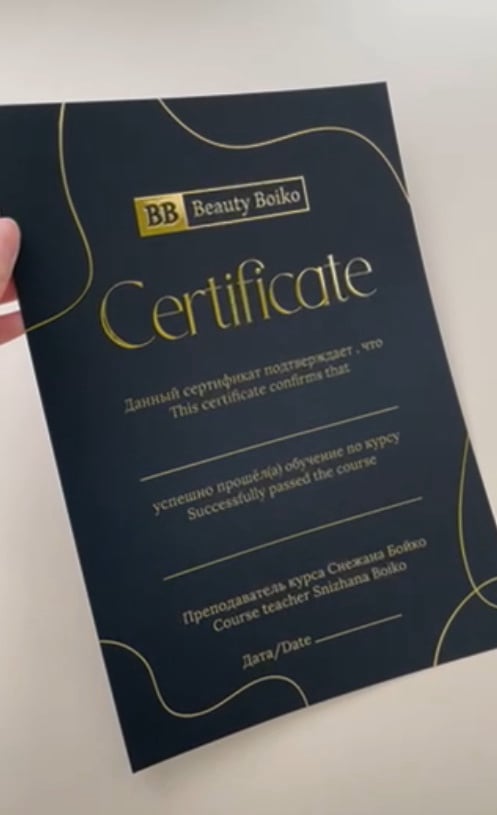 BB Beauty Boiko
Certificate
Данный сертификат подтверждает , что
This certificate confirms that
успешно прошёл(а) обучение по курсу
Successfully passed the course
Преподаватель курса Снежана Бойко
Course teacher Snizhana Boiko
Дата/Date